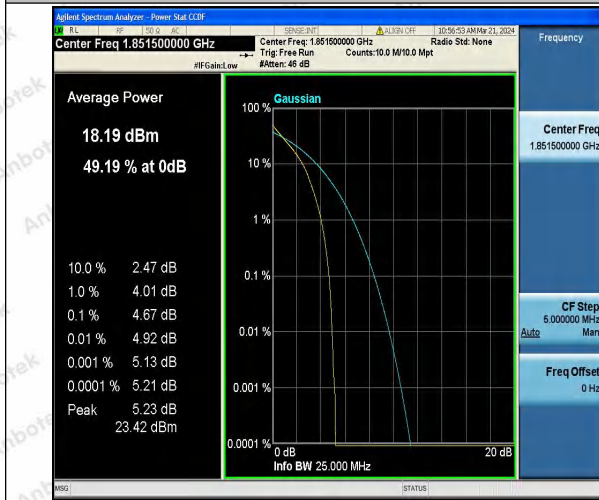 Agilent Spectrum Analyzer - Power Stat CCDF
RL RF 50 Ω AC SENSE:INT ALIGN OFF 10:56:53 AM Mar 21, 2024
Center Freq 1.851500000 GHz
Center Freq: 1.851500000 GHz Radio Std: None
Trig: Free Run Counts:10.0 M/10.0 Mpt
#IFGain:Low #Atten: 46 dB
Frequency
Average Power
18.19 dBm
49.19 % at 0dB
10.0 % 2.47 dB
1.0 % 4.01 dB
0.1 % 4.67 dB
0.01 % 4.92 dB
0.001 % 5.13 dB
0.0001 % 5.21 dB
Peak 5.23 dB
23.42 dBm
Gaussian
100 %
10 %
1 %
0.1 %
0.01 %
0.001 %
0.0001 %
0 dB 20 dB
Info BW 25.000 MHz
Center Freq
1.851500000 GHz
CF Step
5.000000 MHz
Auto Man
Freq Offset
0 Hz
MSG STATUS